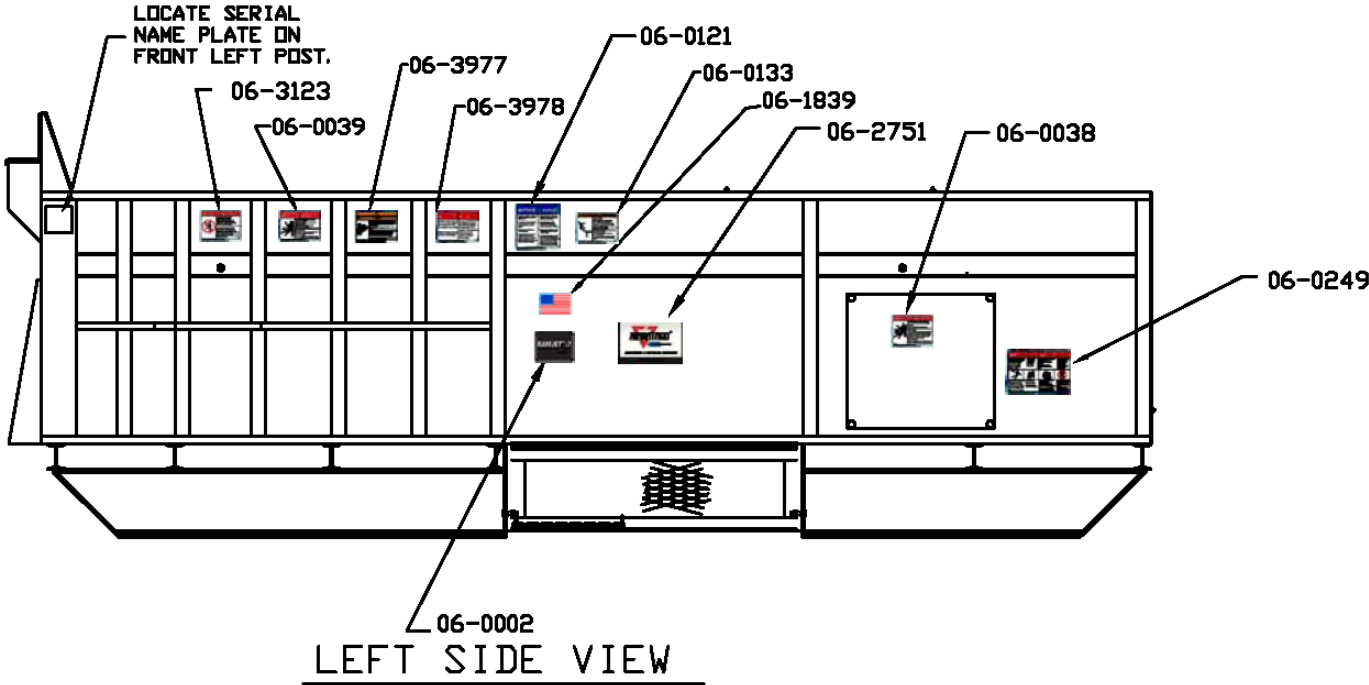 LOCATE SERIAL
NAME PLATE ON
FRONT LEFT POST.
06-3123
06-0039
06-3977
06-3978
06-0121
06-0133
06-1839
06-2751
06-0038
06-0249
06-0002
LEFT SIDE VIEW